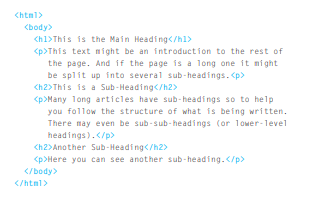 <html>
<body>
<h1>This is the Main Heading</h1>
<p>This text might be an introduction to the rest of
the page. And if the page is a long one it might
be split up into several sub-headings.<p>
<h2>This is a Sub-Heading</h2>
<p>Many long articles have sub-headings so to help
you follow the structure of what is being written.
There may even be sub-sub-headings (or lower-level
headings).</p>
<h2>Another Sub-Heading</h2>
<p>Here you can see another sub-heading.</p>
</body>
</html>